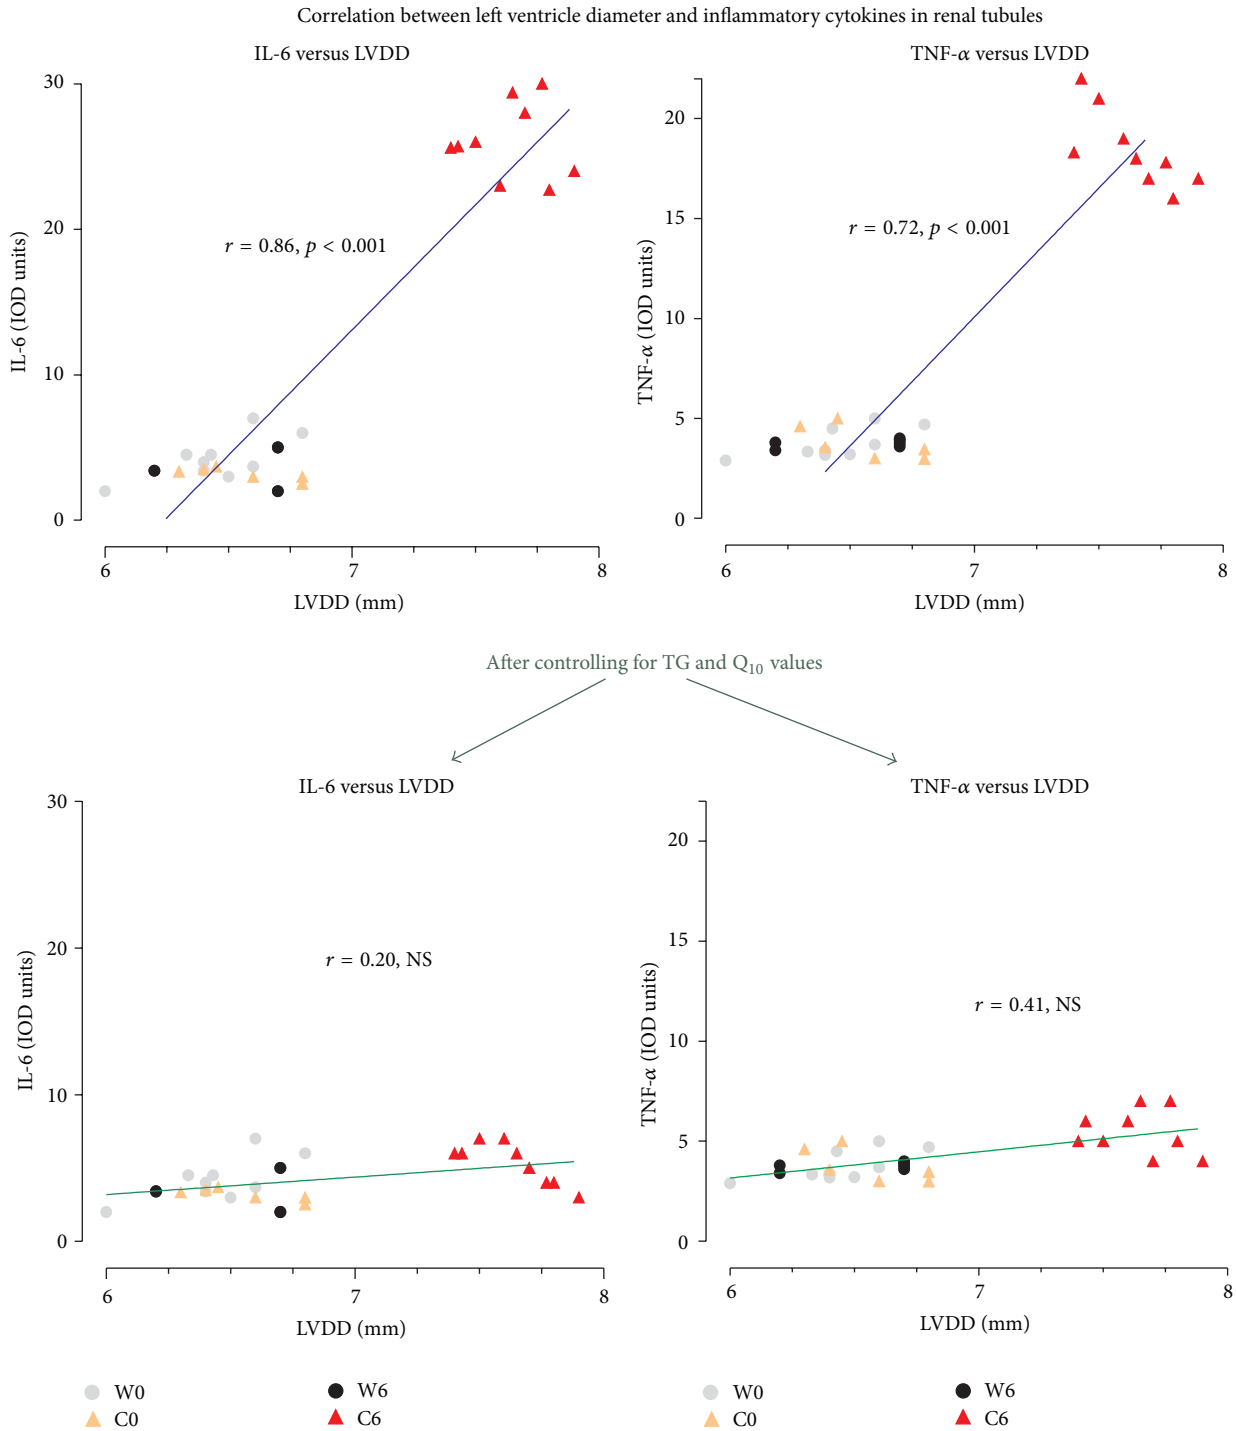 Correlation between left ventricle diameter and inflammatory cytokines in renal tubules
IL-6 versus LVDD
30
20
10
0
IL-6 (IOD units)
r = 0.86, p < 0.001
6
7
8
LVDD (mm)
TNF-α versus LVDD
20
15
10
5
0
TNF-α (IOD units)
r = 0.72, p < 0.001
6
7
8
LVDD (mm)
After controlling for TG and Q₁₀ values
IL-6 versus LVDD
30
20
10
0
IL-6 (IOD units)
r = 0.20, NS
6
7
8
LVDD (mm)
TNF-α versus LVDD
20
15
10
5
0
TNF-α (IOD units)
r = 0.41, NS
6
7
8
LVDD (mm)
W0
W6
C0
C6
W0
W6
C0
C6